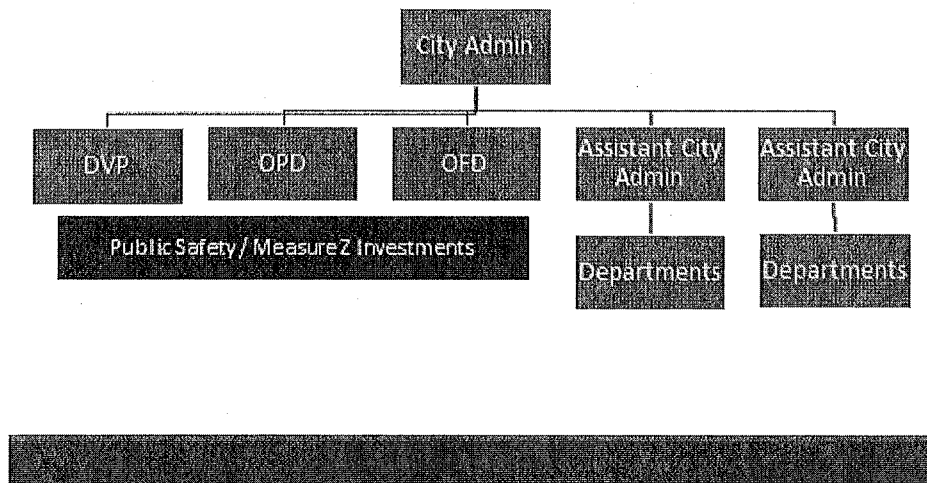 City Admin
DVP
OPD
OFD
Assistant City
Admin
Assistant City
Admin
Public Safety / Measure Z Investments
Departments
Departments